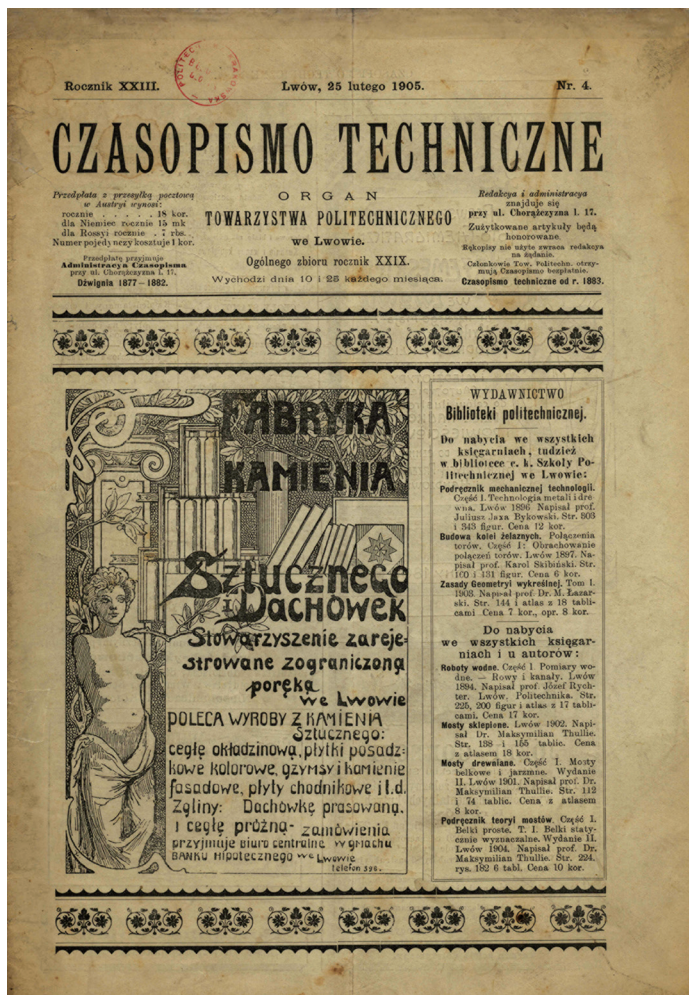 Rocznik XXIII. Lwów, 25 lutego 1905. Nr. 4.
CZASOPISMO TECHNICZNE
Przedpłata z przesyłką pocztową
w Austryi wynosi:
rocznie . . . . . 18 kor.
dla Niemiec rocznie 15 mk
dla Rossyi rocznie . 7 rbs.
Numer pojedynczy kosztuje 1 kor.
Przedpłatę przyjmuje
Administracya Czasopisma
przy ul. Chorążczyzna l. 17.
Dźwignia 1877—1882.
ORGAN
TOWARZYSTWA POLITECHNICZNEGO
we Lwowie.
Ogólnego zbioru rocznik XXIX.
Wychodzi dnia 10 i 25 każdego miesiąca.
Redakcya i administracya
znajduje się
przy ul. Chorążczyzna l. 17.
Zużytkowane artykuły będą
honorowane.
Rękopisy nie użyte zwraca redakcya
na żądanie.
Członkowie Tow. Politechn. otrzy-
mują Czasopismo bezpłatnie.
Czasopismo techniczne od r. 1883.
FABRYKA
KAMIENIA
Sztucznego
i Dachówek
Stowarzyszenie zareje-
strowane zograniczoną
poręką
we Lwowie
POLECA WYROBY Z KAMIENIA
Sztucznego:
cegłę okładzinową, płytki posadz-
kowe kolorowe, gzymsy i kamienie
fasadowe, płyty chodnikowe i t.d.
Zgliny: Dachówkę prasowaną,
i cegłę próżną- zamówienia
przyjmuje biuro centralne w gmachu
BANKU Hipotecznego we Lwowie
telefon 396.
WYDAWNICTWO
Biblioteki politechnicznej.
Do nabycia we wszystkich
księgarniach, tudzież
w bibliotece c. k. Szkoły Po-
litechnicznej we Lwowie:
Podręcznik mechanicznej technologii.
Część I. Technologia metali i dre
wna. Lwów 1896 Napisał prof.
Juliusz Jaxa Bykowski. Str. 303
i 343 figur. Cena 12 kor.
Budowa kolei żelaznych. Połączenia
torów. Część I: Obrachowanie
połączeń torów. Lwów 1897. Na-
pisał prof. Karol Skibiński. Str.
160 i 131 figur. Cena 6 kor.
Zasady Geometryi wykreślnej. Tom I.
1903. Napisał prof. Dr. M. Łazar-
ski. Str. 144 i atlas z 18 tabli-
cami Cena 7 kor., opr. 8 kor.
Do nabycia
we wszystkich księgar-
niach i u autorów:
Roboty wodne. Część I Pomiary wo-
dne. — Rowy i kanały. Lwów
1894. Napisał prof. Józef Rych-
ter. Lwów. Politechnika. Str.
225, 200 figur i atlas z 17 tabli-
cami. Cena 17 kor.
Mosty sklepione. Lwów 1902. Napi-
sał Dr. Maksymilian Thullie.
Str. 138 i 155 tablic. Cena
z atlasem 18 kor.
Mosty drewniane. Część I. Mosty
belkowe i jarzmne. Wydanie
II. Lwów 1901. Napisał prof. Dr.
Maksymilian Thullie. Str. 112
i 74 tablic. Cena z atlasem
8 kor.
Podręcznik teoryi mostów. Część I.
Belki proste. T. I. Belki staty-
cznie wyznaczalne. Wydanie II.
Lwów 1904. Napisał prof. Dr.
Maksymilian Thullie. Str. 224.
rys. 182 6 tabl. Cena 10 kor.